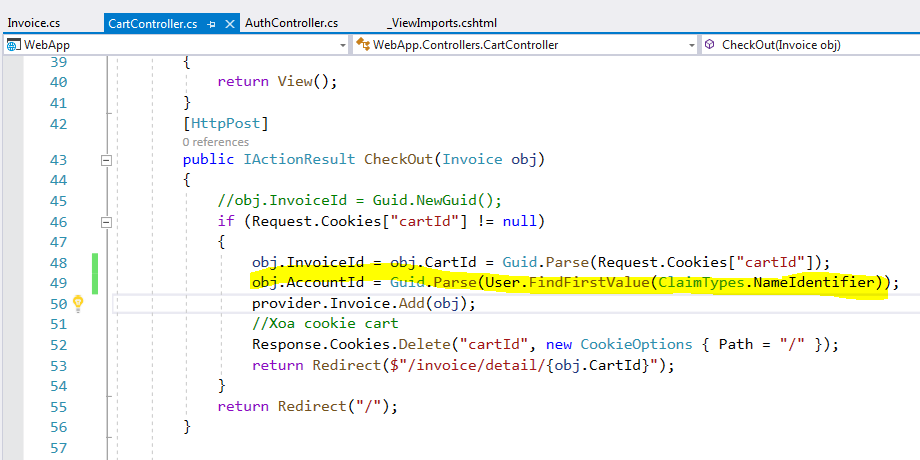 Invoice.cs CartController.cs AuthController.cs _ViewImports.cshtml
WebApp WebApp.Controllers.CartController CheckOut(Invoice obj)
39 {
40 return View();
41 }
42 [HttpPost]
0 references
43 public IActionResult CheckOut(Invoice obj)
44 {
45 //obj.InvoiceId = Guid.NewGuid();
46 if (Request.Cookies["cartId"] != null)
47 {
48 obj.InvoiceId = obj.CartId = Guid.Parse(Request.Cookies["cartId"]);
49 obj.AccountId = Guid.Parse(User.FindFirstValue(ClaimTypes.NameIdentifier));
50 provider.Invoice.Add(obj);
51 //Xoa cookie cart
52 Response.Cookies.Delete("cartId", new CookieOptions { Path = "/" });
53 return Redirect($"/invoice/detail/{obj.CartId}");
54 }
55 return Redirect("/");
56 }
57